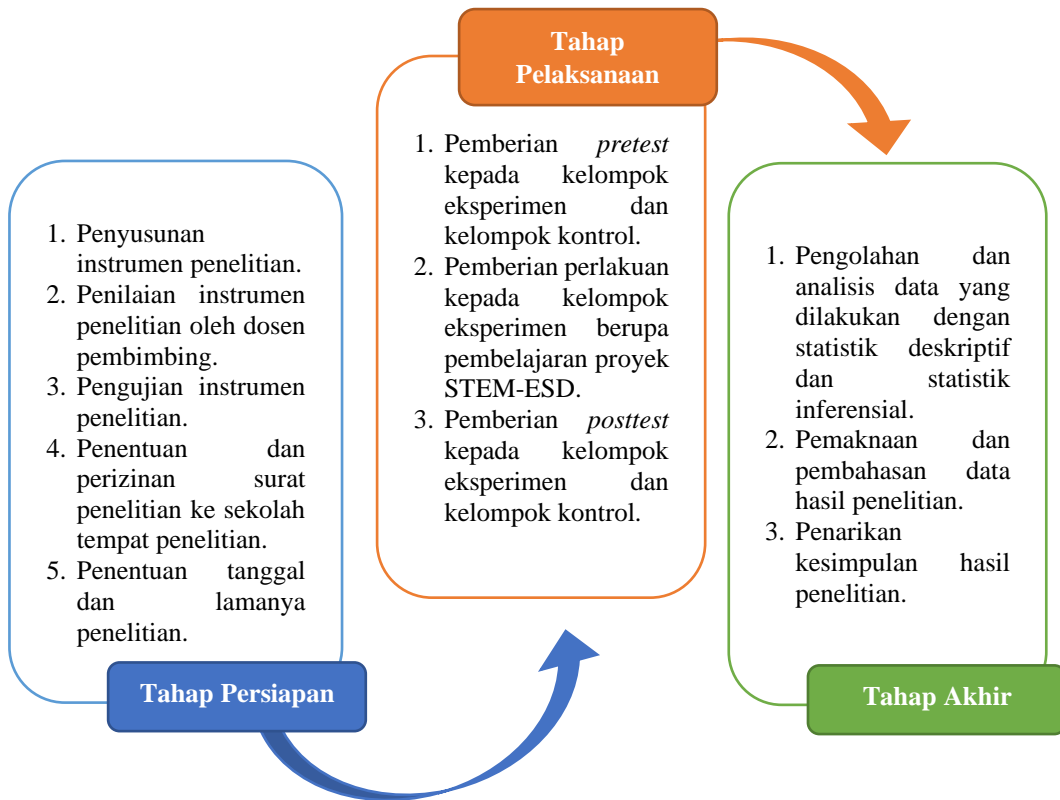 1. Penyusunan
instrumen penelitian.
2. Penilaian instrumen
penelitian oleh dosen
pembimbing.
3. Pengujian instrumen
penelitian.
4. Penentuan dan
perizinan surat
penelitian ke sekolah
tempat penelitian.
5. Penentuan tanggal
dan lamanya
penelitian.
Tahap Persiapan
Tahap
Pelaksanaan
1. Pemberian pretest
kepada kelompok
eksperimen dan
kelompok kontrol.
2. Pemberian perlakuan
kepada kelompok
eksperimen berupa
pembelajaran proyek
STEM-ESD.
3. Pemberian posttest
kepada kelompok
eksperimen dan
kelompok kontrol.
1. Pengolahan dan
analisis data yang
dilakukan dengan
statistik deskriptif
dan statistik
inferensial.
2. Pemaknaan dan
pembahasan data
hasil penelitian.
3. Penarikan
kesimpulan hasil
penelitian.
Tahap Akhir